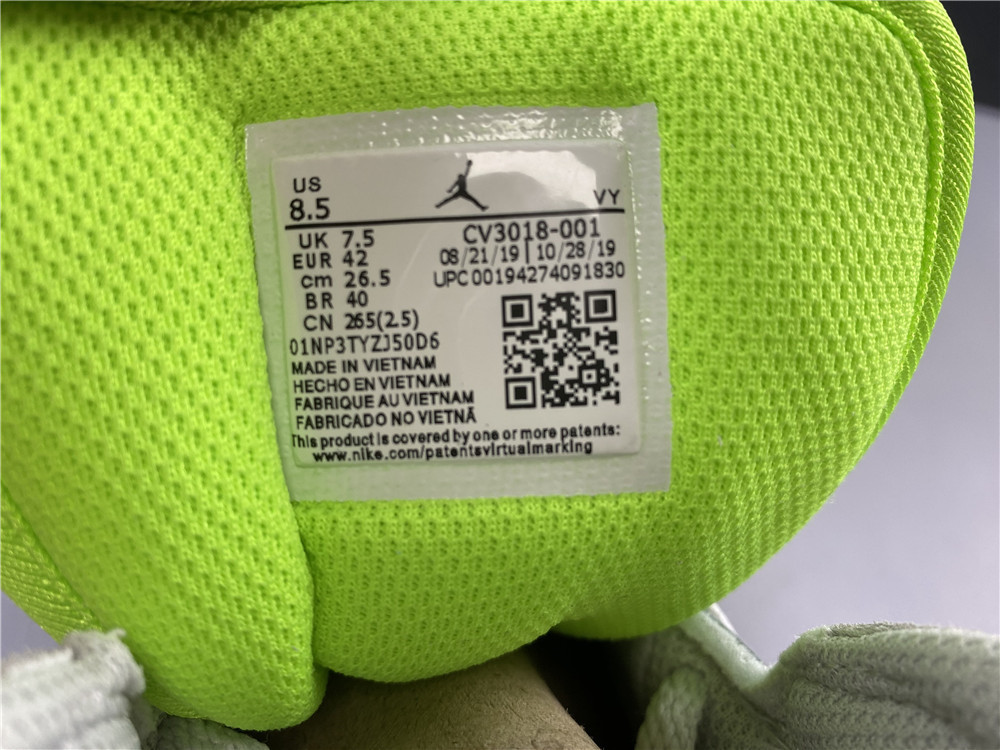 US
8.5
VY
UK 7.5
CV3018-001
EUR 42
08/21/19 | 10/28/19
cm 26.5
UPC 00194274091830
BR 40
CN 265(2.5)
01NP3TYZJ50D6
MADE IN VIETNAM
HECHO EN VIETNAM
FABRIQUE AU VIETNAM
FABRICADO NO VIETNÃ
This product is covered by one or more patents:
www.nike.com/patentsvirtualmarking